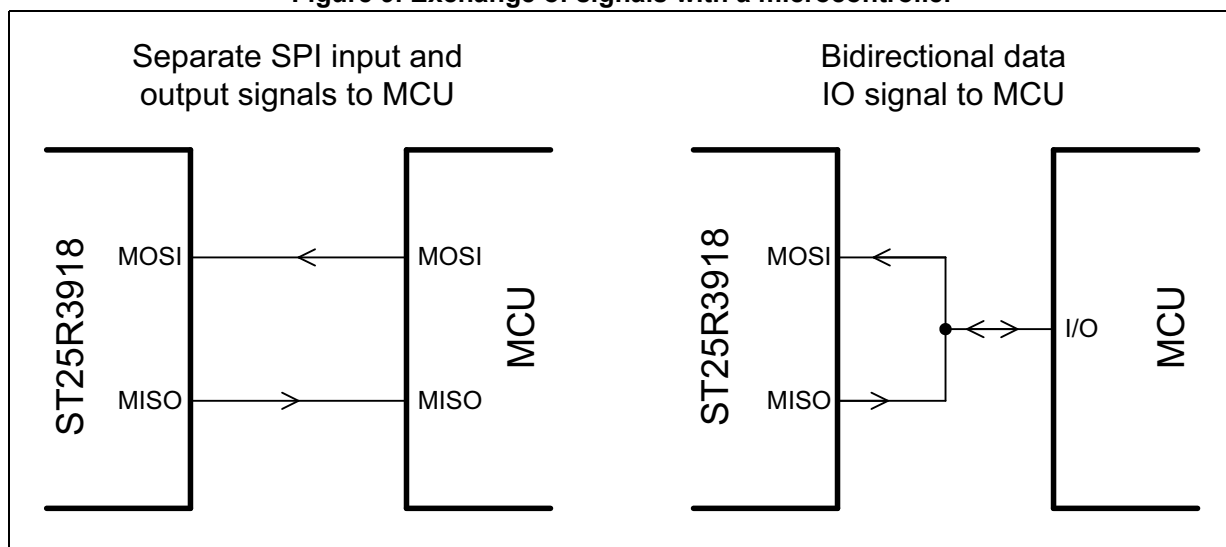 Figure Exchange of signals with a microcontroller
Separate SPI input and
output signals to MCU
ST25R3918
MOSI
MISO
MOSI
MISO
MCU
Bidirectional data
IO signal to MCU
ST25R3918
MOSI
MISO
I/O
MCU